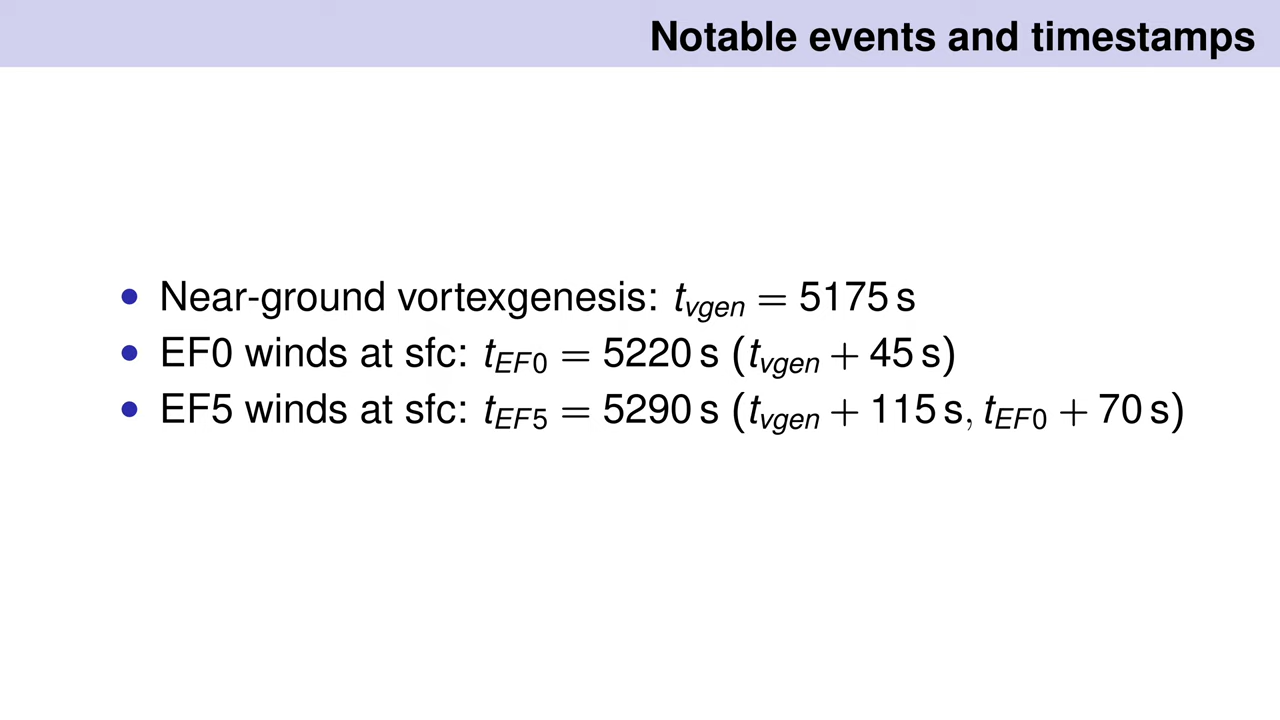 Notable events and timestamps
• Near-ground vortexgenesis: t_vgen = 5175 s
• EF0 winds at sfc: t_EF0 = 5220 s (t_vgen + 45 s)
• EF5 winds at sfc: t_EF5 = 5290 s (t_vgen + 115 s, t_EF0 + 70 s)